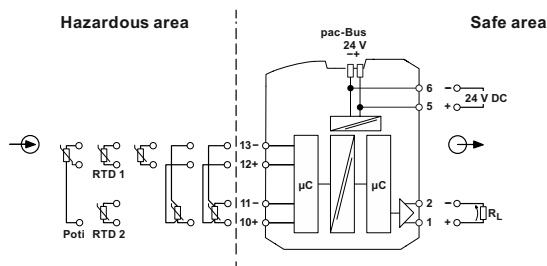 Hazardous area
Safe area
pac-Bus
24 V
−+
6 −
24 V DC
5 +
13−
12+
RTD 1
µC
µC
11−
10+
2 −
1 +
RL
Poti
RTD 2